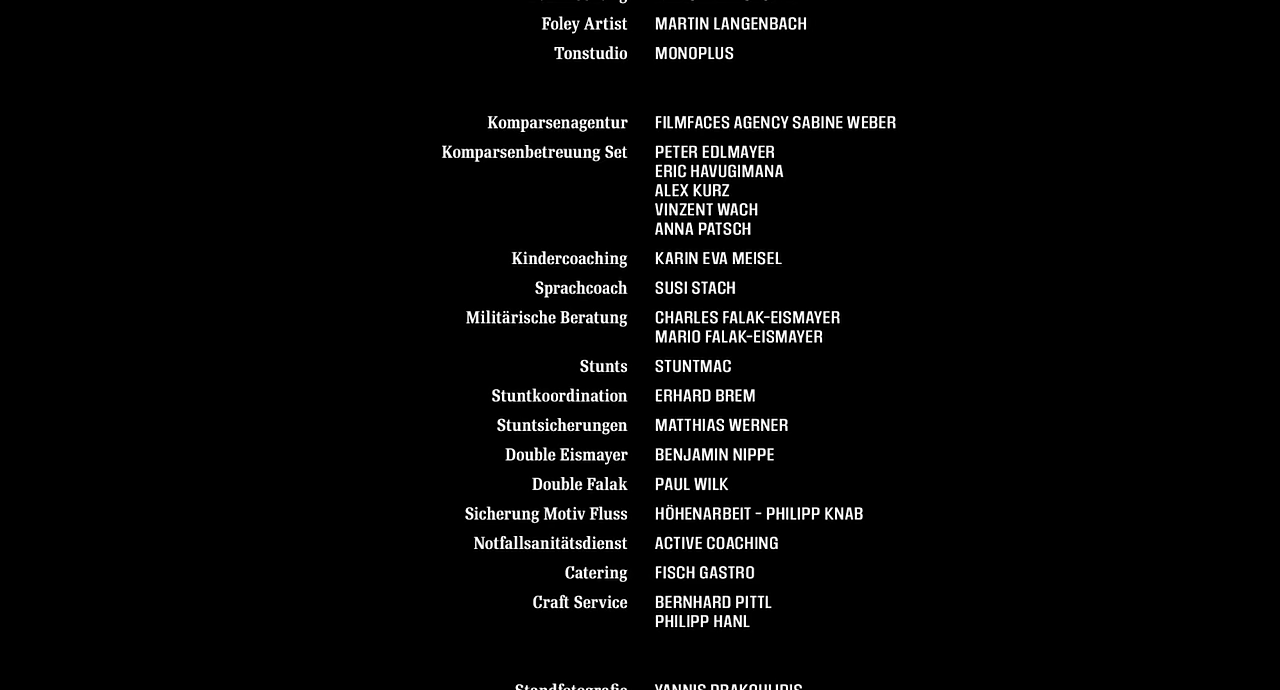 Foley Artist MARTIN LANGENBACH
Tonstudio MONOPLUS
Komparsenagentur FILMFACES AGENCY SABINE WEBER
Komparsenbetreuung Set PETER EDLMAYER
ERIC HAVUGIMANA
ALEX KURZ
VINZENT WACH
ANNA PATSCH
Kindercoaching KARIN EVA MEISEL
Sprachcoach SUSI STACH
Militärische Beratung CHARLES FALAK-EISMAYER
MARIO FALAK-EISMAYER
Stunts STUNTMAC
Stuntkoordination ERHARD BREM
Stuntsicherungen MATTHIAS WERNER
Double Eismayer BENJAMIN NIPPE
Double Falak PAUL WILK
Sicherung Motiv Fluss HÖHENARBEIT - PHILIPP KNAB
Notfallsanitätsdienst ACTIVE COACHING
Catering FISCH GASTRO
Craft Service BERNHARD PITTL
PHILIPP HANL
Standfotografie YANNIS DRAKOULIDIS